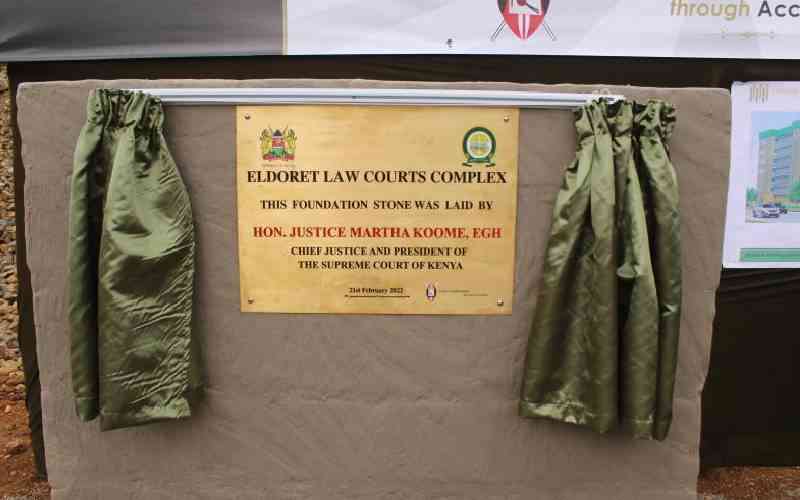 through Acc
ELDORET LAW COURTS COMPLEX
THIS FOUNDATION STONE WAS LAID BY
HON. JUSTICE MARTHA KOOME, EGH
CHIEF JUSTICE AND PRESIDENT OF
THE SUPREME COURT OF KENYA
21st February 2022